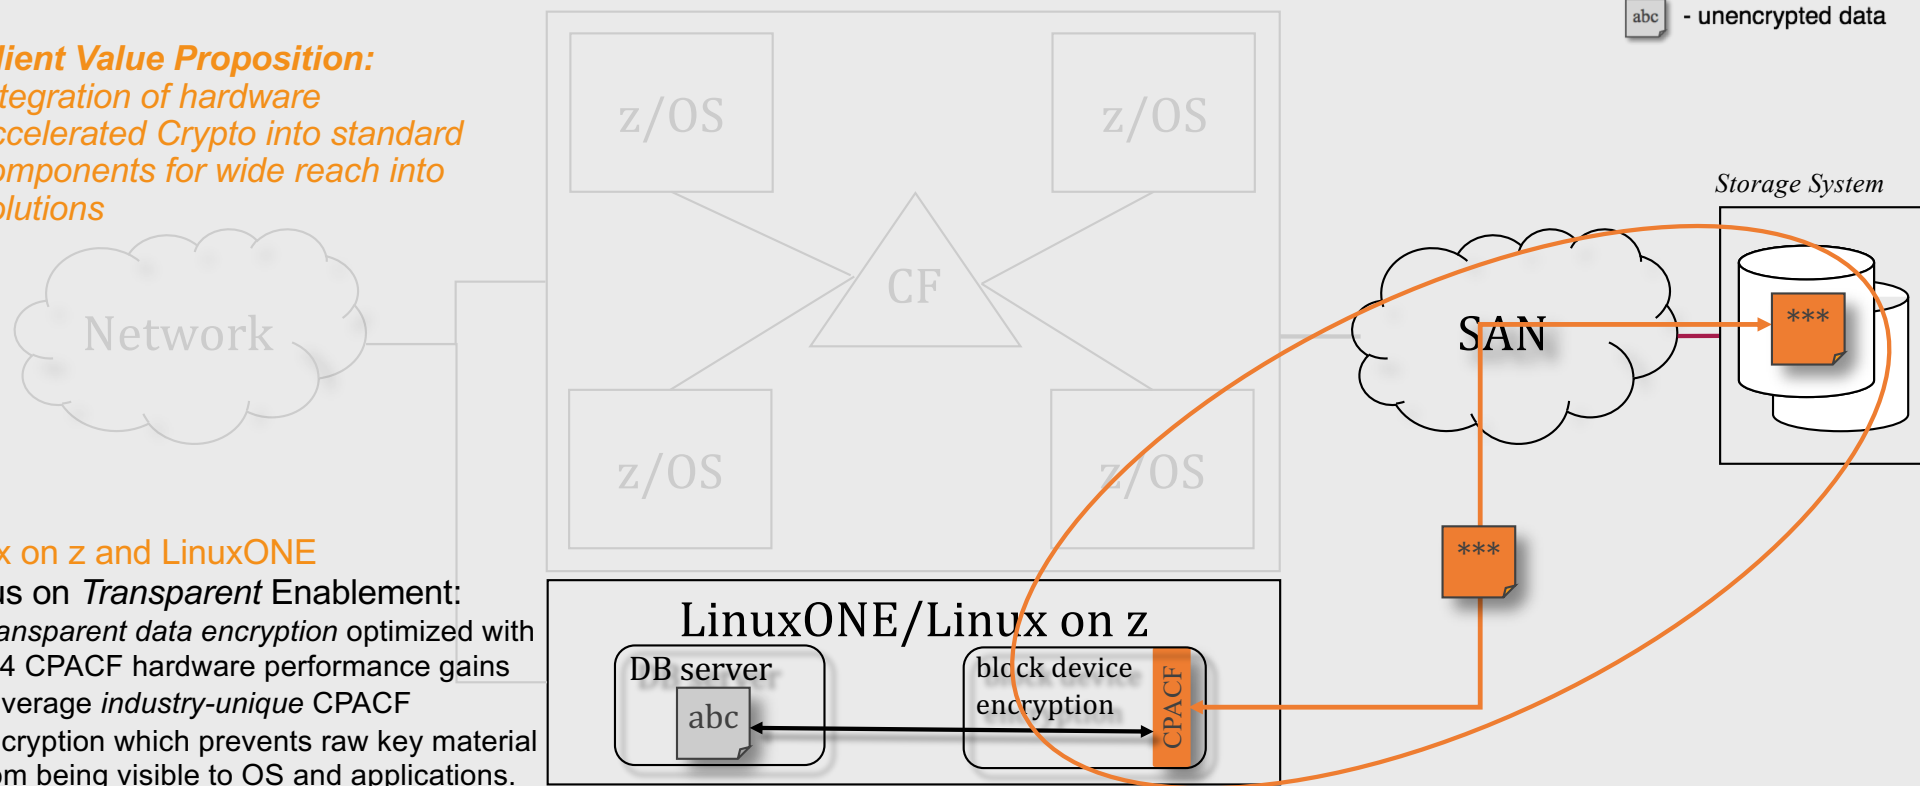 abc - unencrypted data
lient Value Proposition:
tegration of hardware
ccelerated Crypto into standard
omponents for wide reach into
olutions
z/OS
z/OS
Storage System
Network
CF
SAN
***
z/OS
z/OS
***
x on z and LinuxONE
us on Transparent Enablement:
ansparent data encryption optimized with
4 CPACF hardware performance gains
verage industry-unique CPACF
cryption which prevents raw key material
om being visible to OS and applications.
LinuxONE/Linux on z
DB server
abc
block device
encryption
CPACF